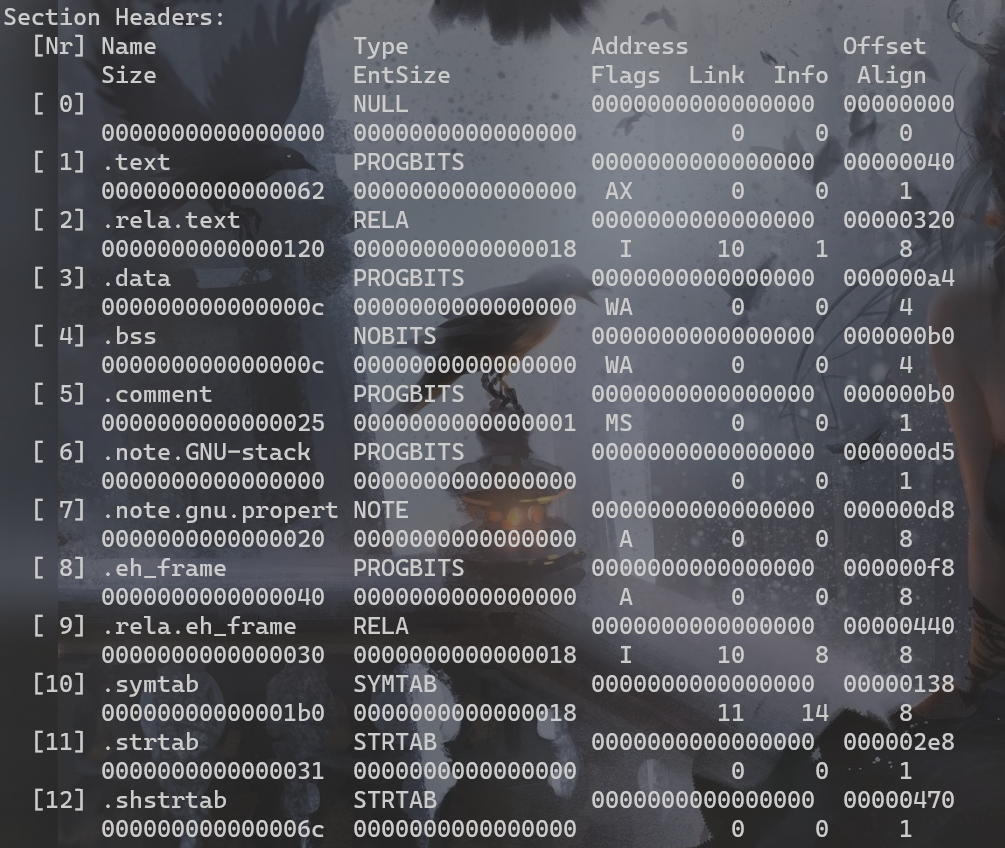 Section Headers:
  [Nr] Name              Type             Address           Offset
       Size              EntSize          Flags  Link  Info  Align
  [ 0]                   NULL             0000000000000000  00000000
       0000000000000000  0000000000000000           0     0     0
  [ 1] .text             PROGBITS         0000000000000000  00000040
       0000000000000062  0000000000000000  AX       0     0     1
  [ 2] .rela.text        RELA             0000000000000000  00000320
       0000000000000120  0000000000000018   I      10     1     8
  [ 3] .data             PROGBITS         0000000000000000  000000a4
       000000000000000c  0000000000000000  WA       0     0     4
  [ 4] .bss              NOBITS           0000000000000000  000000b0
       000000000000000c  0000000000000000  WA       0     0     4
  [ 5] .comment          PROGBITS         0000000000000000  000000b0
       0000000000000025  0000000000000001  MS       0     0     1
  [ 6] .note.GNU-stack   PROGBITS         0000000000000000  000000d5
       0000000000000000  0000000000000000           0     0     1
  [ 7] .note.gnu.propert NOTE             0000000000000000  000000d8
       0000000000000020  0000000000000000   A       0     0     8
  [ 8] .eh_frame         PROGBITS         0000000000000000  000000f8
       0000000000000040  0000000000000000   A       0     0     8
  [ 9] .rela.eh_frame    RELA             0000000000000000  00000440
       0000000000000030  0000000000000018   I      10     8     8
  [10] .symtab           SYMTAB           0000000000000000  00000138
       00000000000001b0  0000000000000018          11    14     8
  [11] .strtab           STRTAB           0000000000000000  000002e8
       0000000000000031  0000000000000000           0     0     1
  [12] .shstrtab         STRTAB           0000000000000000  00000470
       000000000000006c  0000000000000000           0     0     1